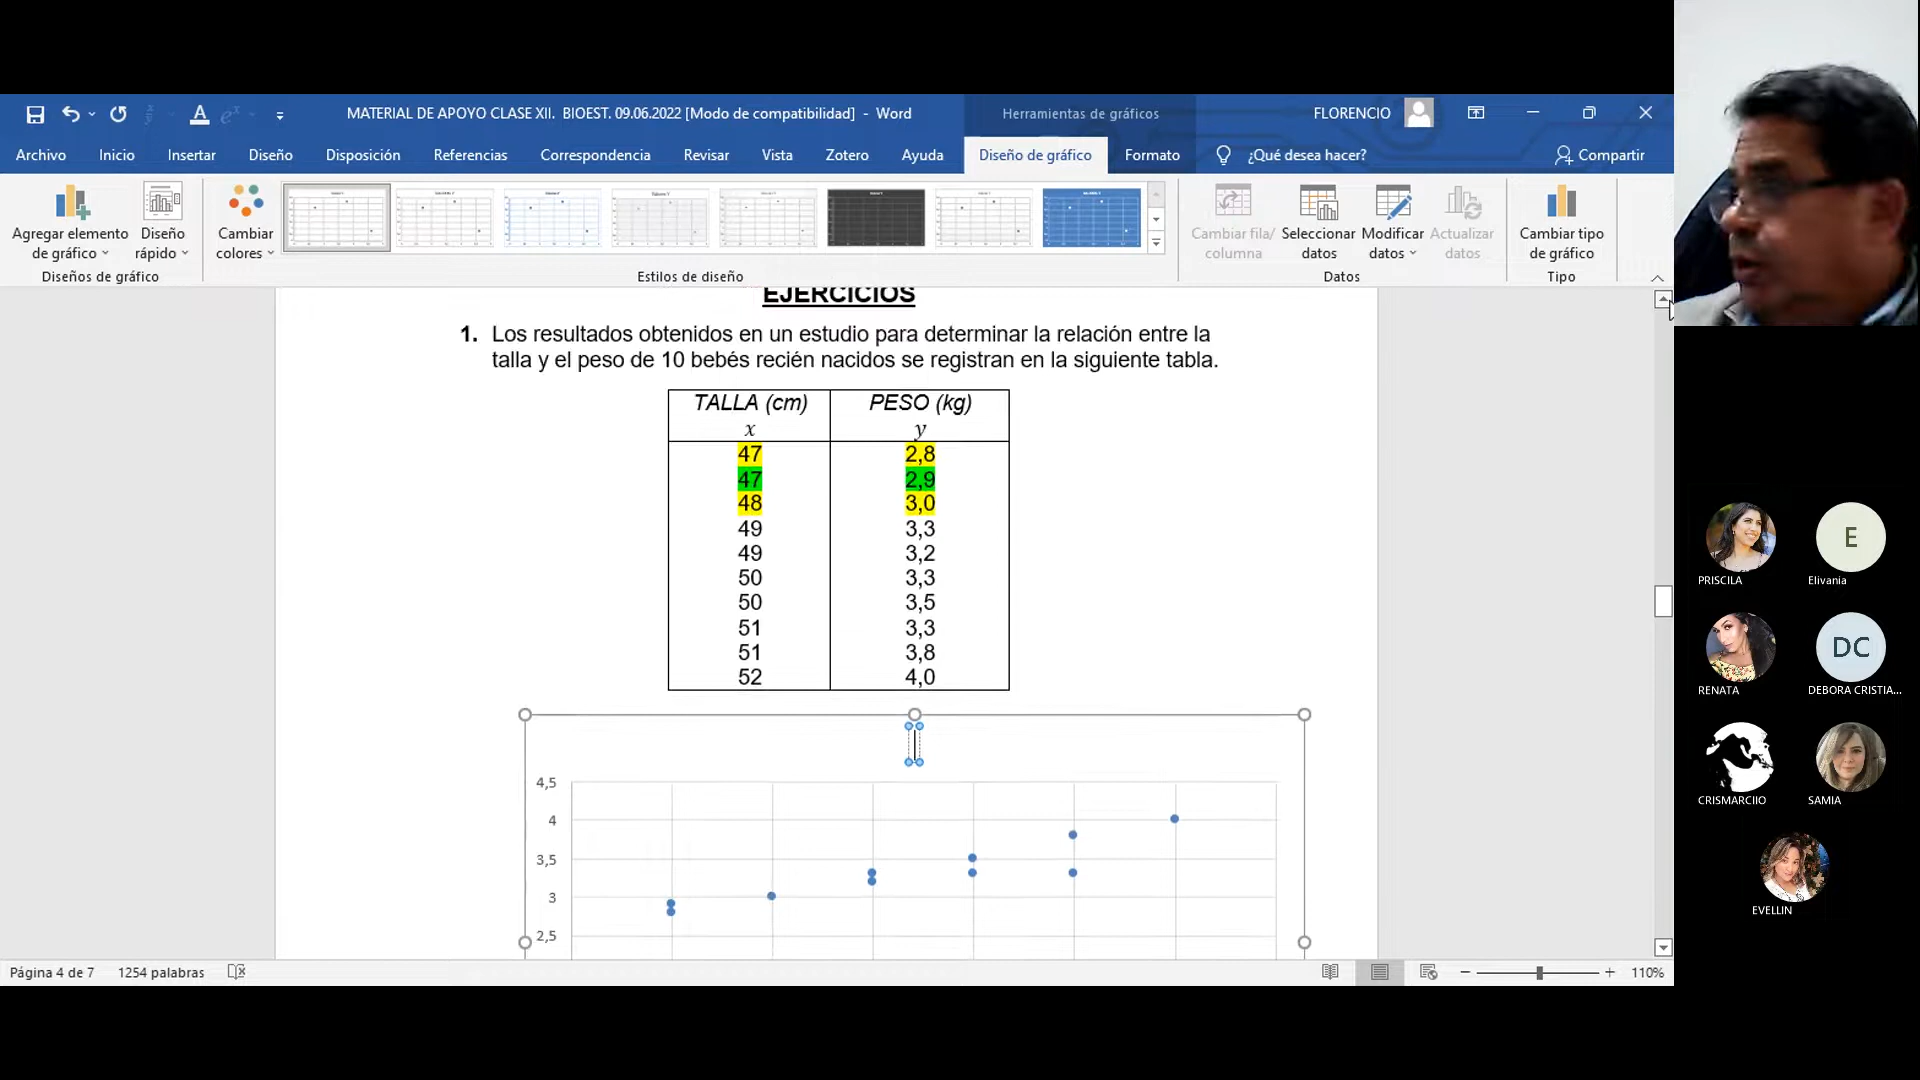 MATERIAL DE APOYO CLASE XII. BIOEST. 09.06.2022 [Modo de compatibilidad] - Word
Herramientas de gráficos
FLORENCIO
Archivo Inicio Insertar Diseño Disposición Referencias Correspondencia Revisar Vista Zotero Ayuda Diseño de gráfico Formato ¿Qué desea hacer? Compartir
Agregar elemento de gráfico
Diseño rápido
Diseños de gráfico
Cambiar colores
Estilos de diseño
Cambiar fila/ columna
Seleccionar datos
Modificar datos
Actualizar datos
Datos
Cambiar tipo de gráfico
Tipo
EJERCICIOS
1. Los resultados obtenidos en un estudio para determinar la relación entre la
talla y el peso de 10 bebés recién nacidos se registran en la siguiente tabla.
TALLA (cm) PESO (kg)
x y
47 2,8
47 2,9
48 3,0
49 3,3
49 3,2
50 3,3
50 3,5
51 3,3
51 3,8
52 4,0
4,5
4
3,5
3
2,5
Página 4 de 7 1254 palabras
110%
E
PRISCILA Elivania
DC
RENATA DEBORA CRISTIA...
CRISMARCIIO SAMIA
EVELLIN